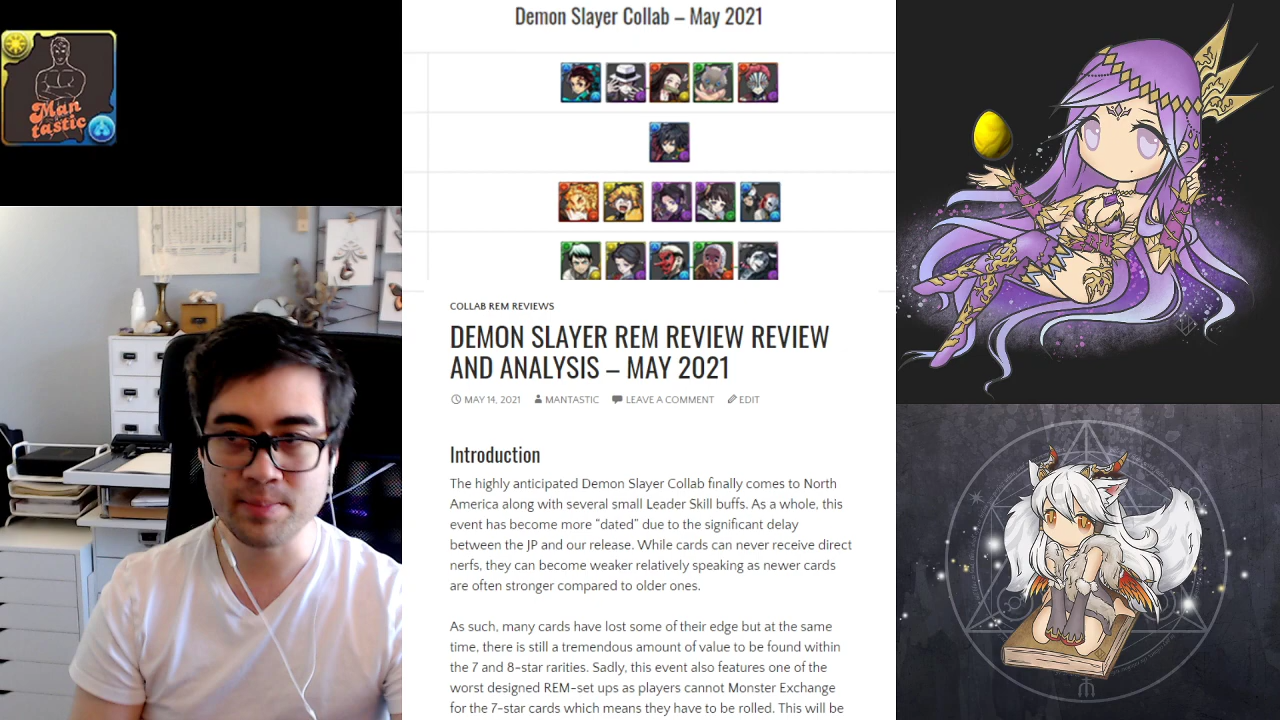 Man
tastic
Demon Slayer Collab – May 2021
COLLAB REM REVIEWS
DEMON SLAYER REM REVIEW REVIEW
AND ANALYSIS – MAY 2021
MAY 14, 2021 MANTASTIC LEAVE A COMMENT EDIT
Introduction
The highly anticipated Demon Slayer Collab finally comes to North
America along with several small Leader Skill buffs. As a whole, this
event has become more “dated” due to the significant delay
between the JP and our release. While cards can never receive direct
nerfs, they can become weaker relatively speaking as newer cards
are often stronger compared to older ones.
As such, many cards have lost some of their edge but at the same
time, there is still a tremendous amount of value to be found within
the 7 and 8-star rarities. Sadly, this event also features one of the
worst designed REM-set ups as players cannot Monster Exchange
for the 7-star cards which means they have to be rolled. This will be